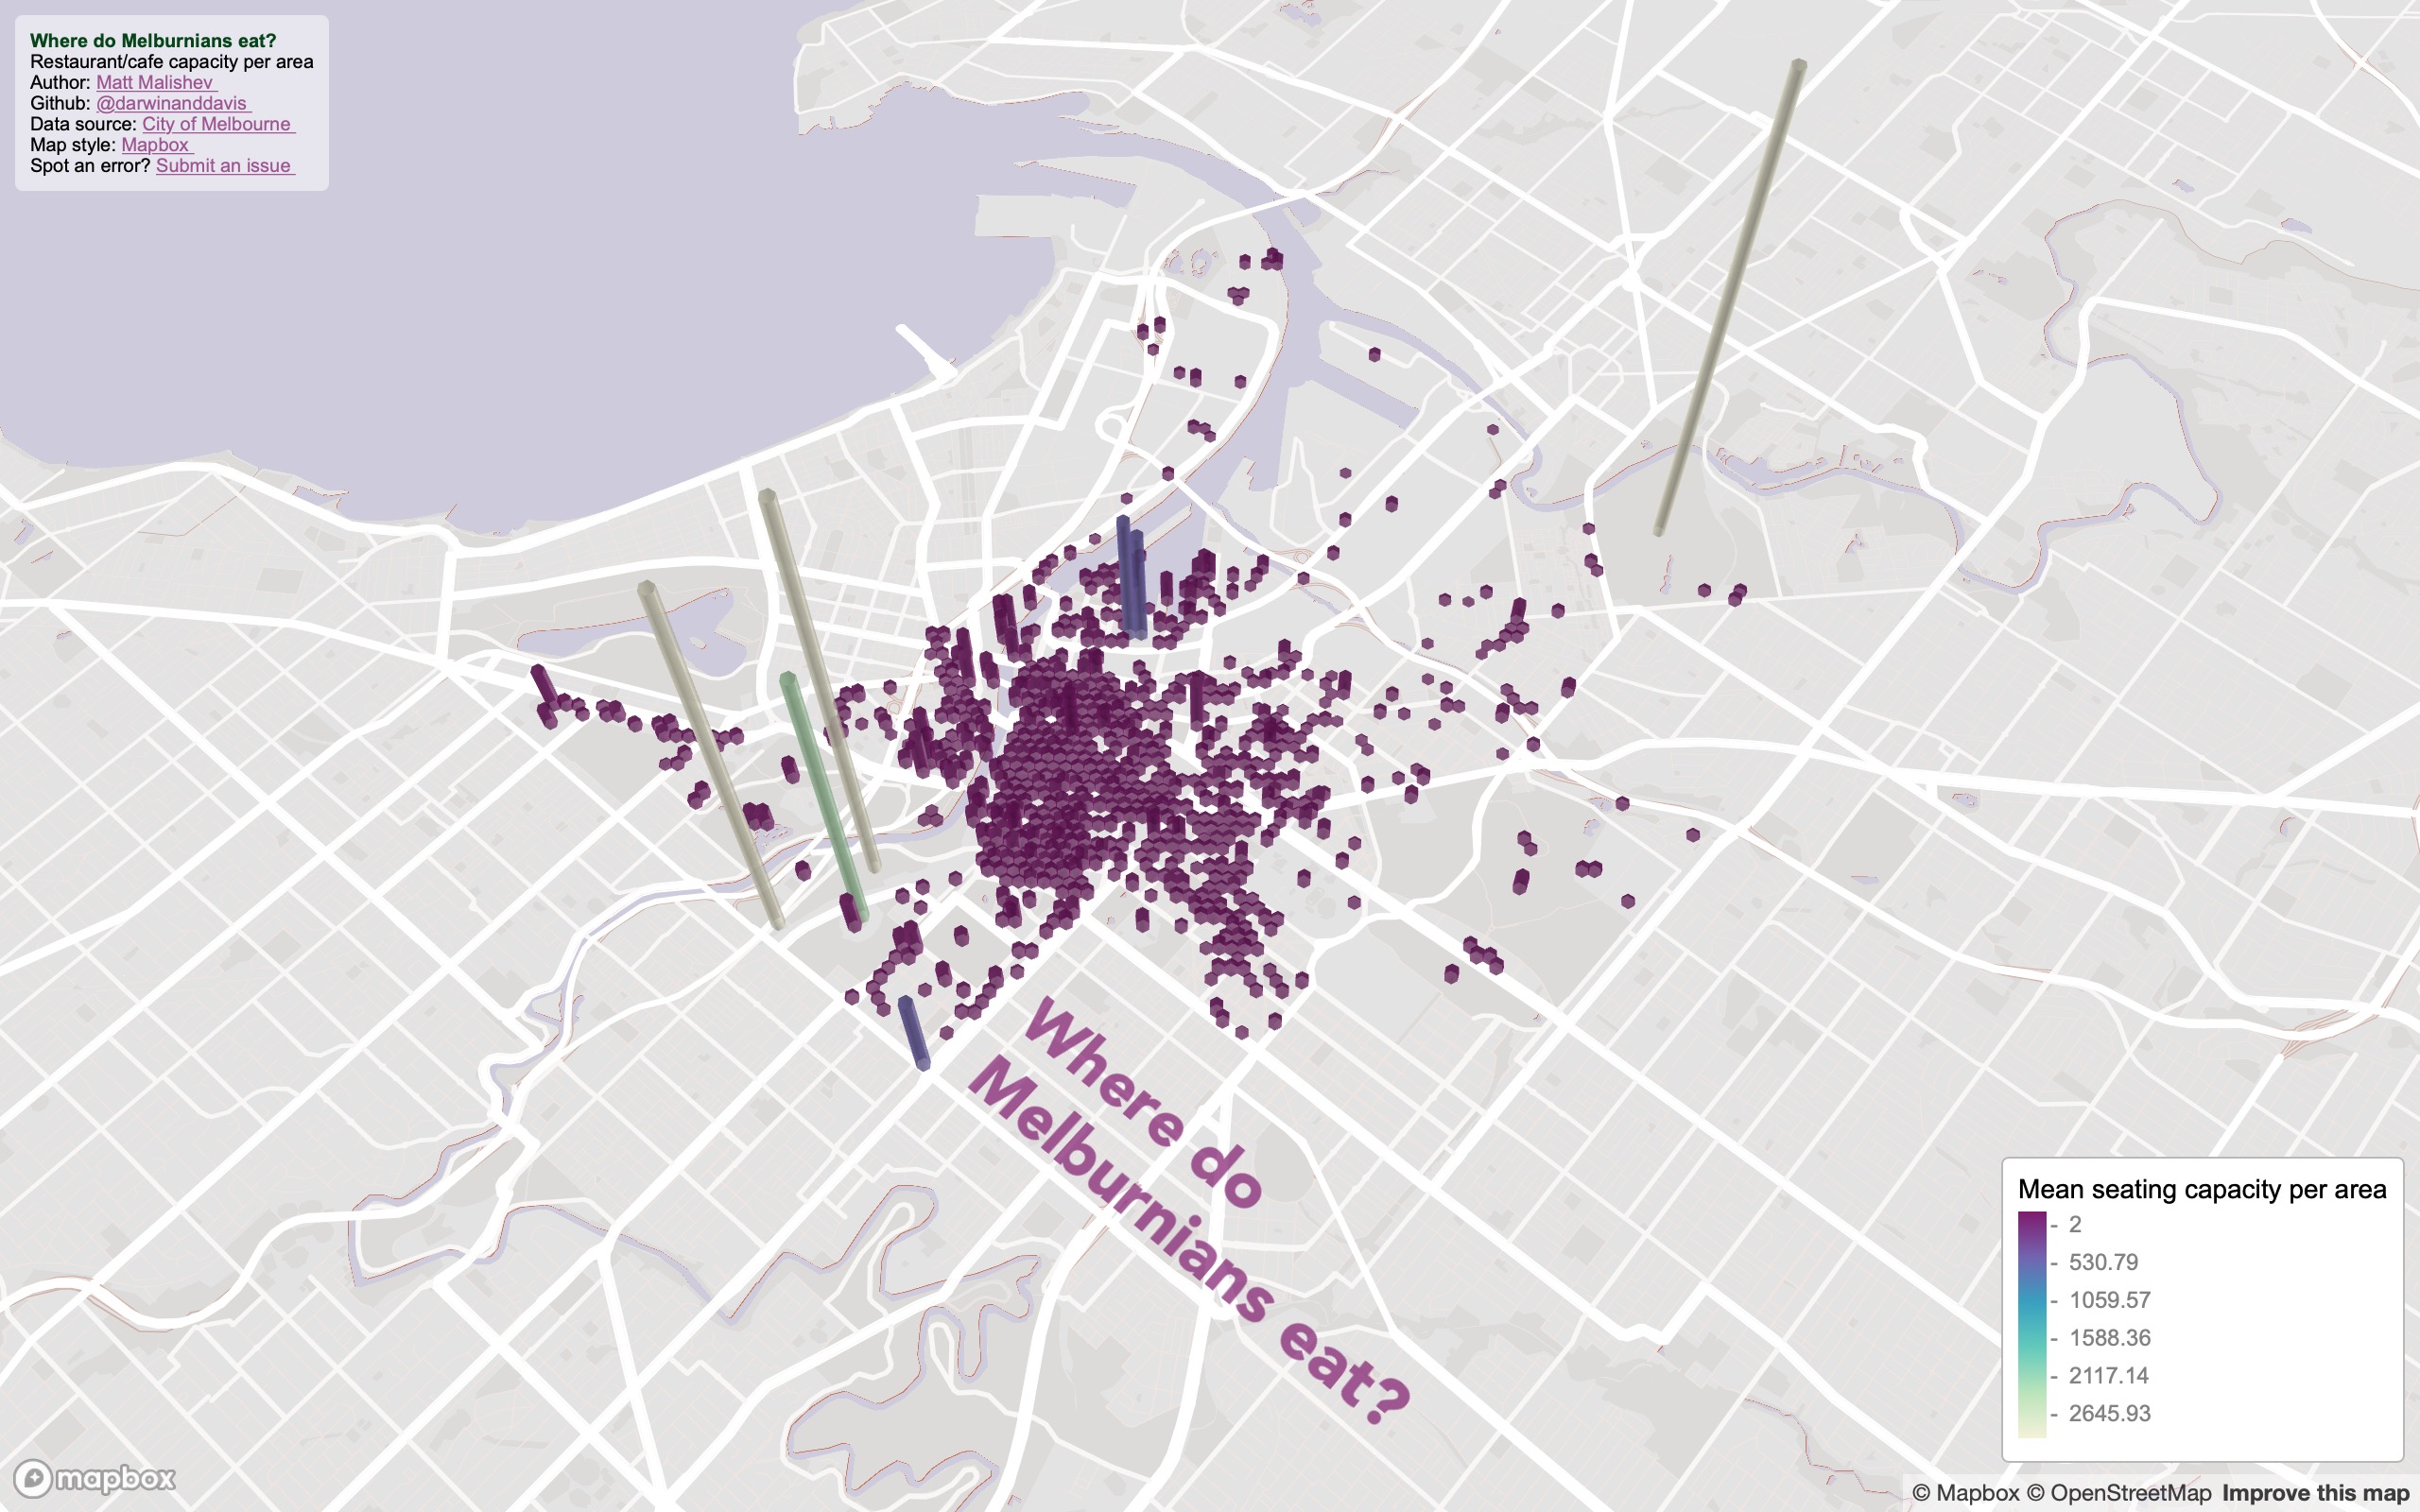 Where do Melburnians eat?
Restaurant/cafe capacity per area
Author: Matt Malishev
Github: @darwinanddavis
Data source: City of Melbourne
Map style: Mapbox
Spot an error? Submit an issue
Where do
Melburnians eat?
Mean seating capacity per area
- 2
- 530.79
- 1059.57
- 1588.36
- 2117.14
- 2645.93
mapbox
© Mapbox © OpenStreetMap Improve this map